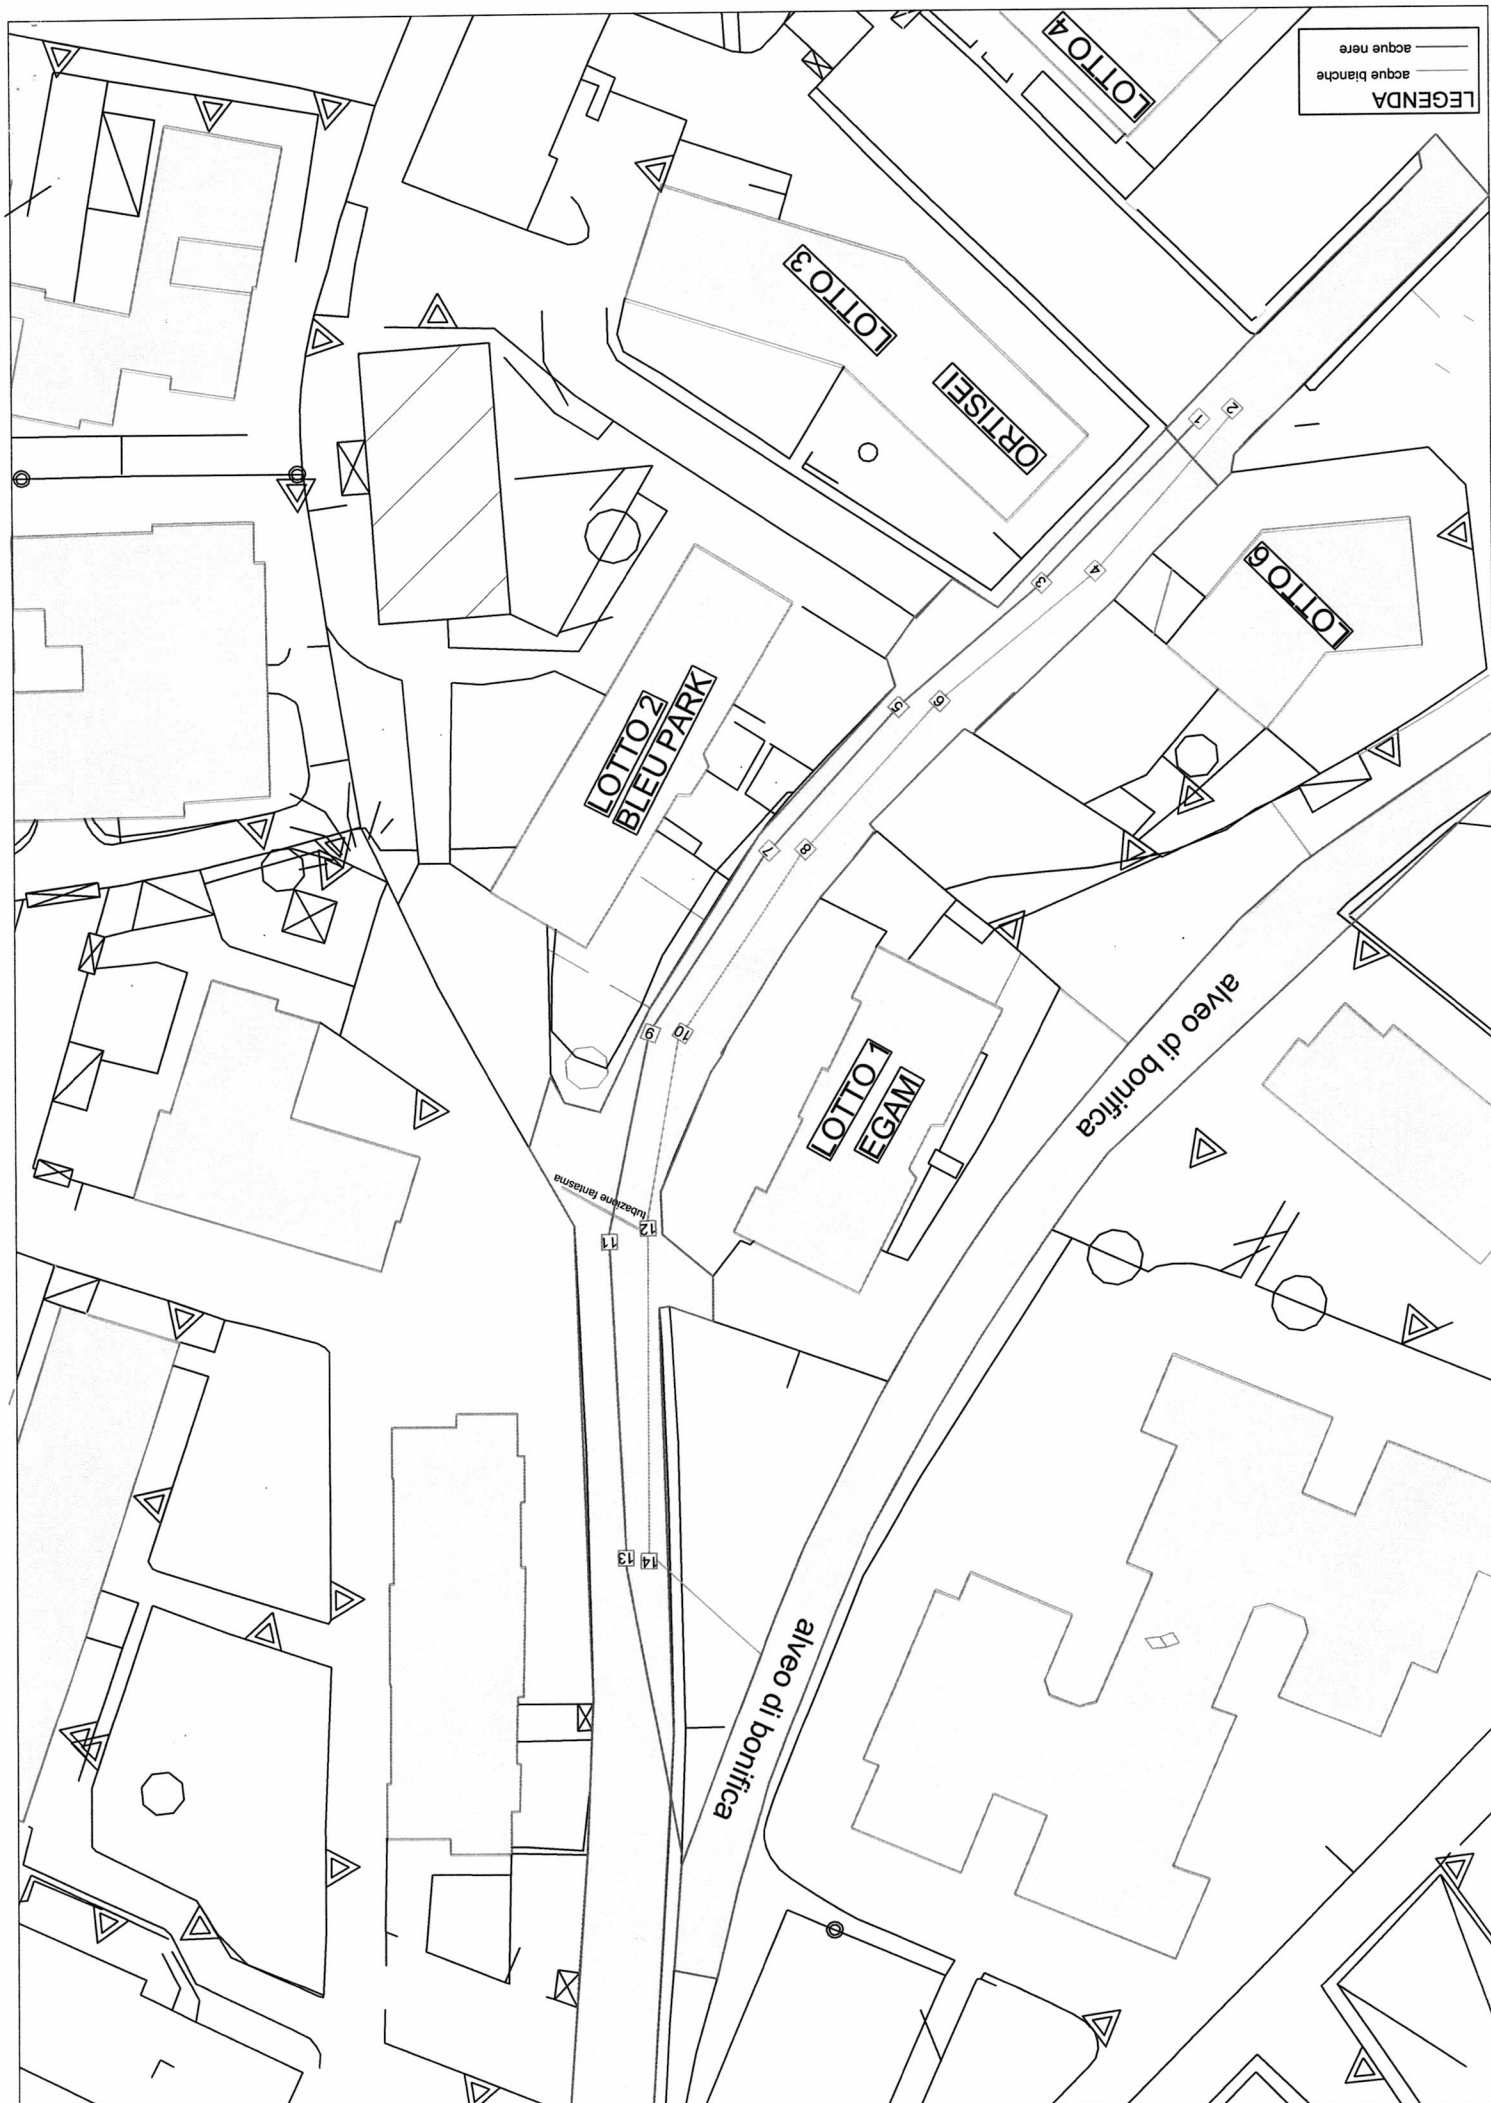 LEGENDA
acque bianche
acque nere
LOTTO 4
LOTTO 3
ORTISEI
LOTTO 6
LOTTO 2
BLEU PARK
LOTTO 1
EGAM
alveo di bonifica
alveo di bonifica
tubazione fantasma
1
2
3
4
5
6
7
8
9
10
11
12
13
14